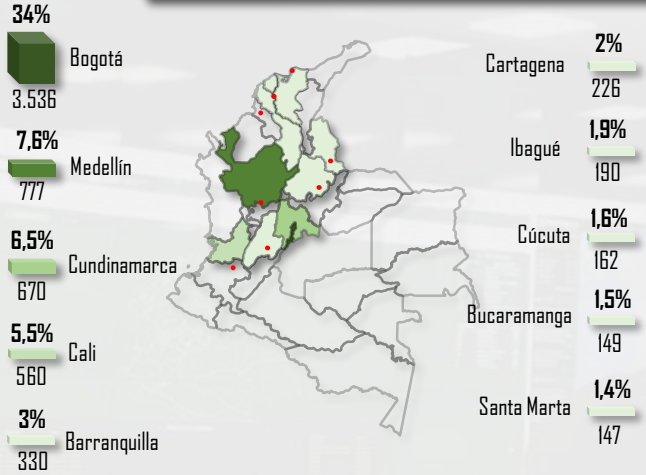 34%
Bogotá
3.536
7,6%
Medellín
777
6,5%
Cundinamarca
670
5,5%
Cali
560
3%
Barranquilla
330
2%
Cartagena
226
1,9%
Ibagué
190
1,6%
Cúcuta
162
1,5%
Bucaramanga
149
1,4%
Santa Marta
147